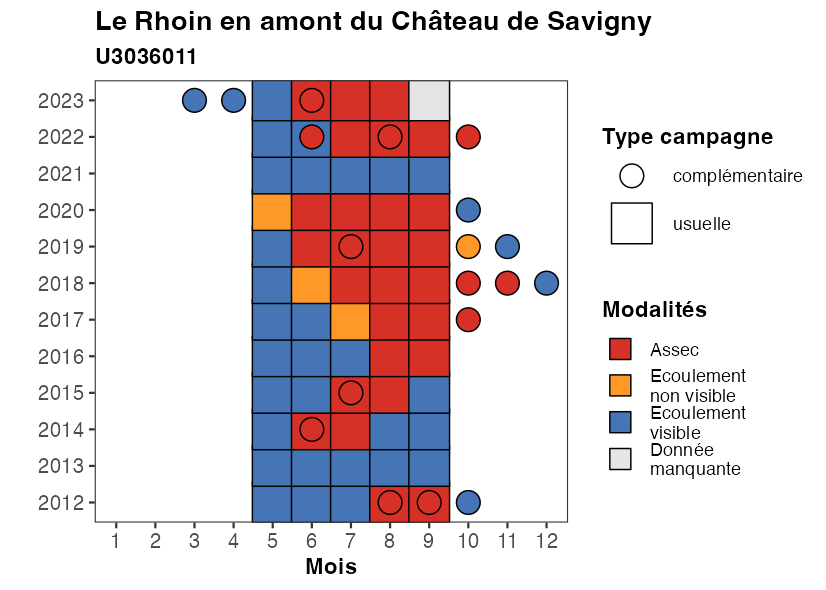 Le Rhoin en amont du Château de Savigny
U3036011
2023
2022
2021
2020
2019
2018
2017
2016
2015
2014
2013
2012
1 2 3 4 5 6 7 8 9 10 11 12
Mois
Type campagne
complémentaire
usuelle
Modalités
Assec
Ecoulement
non visible
Ecoulement
visible
Donnée
manquante